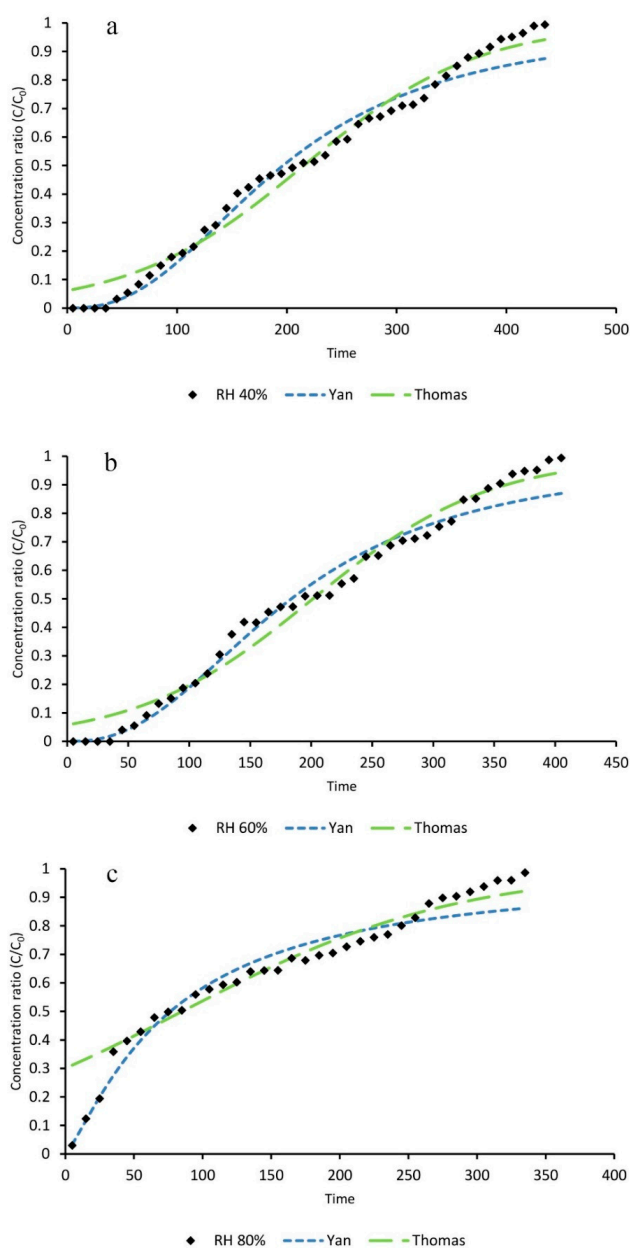 a
1
0.9
0.8
0.7
0.6
0.5
0.4
0.3
0.2
0.1
0
Concentration ratio (C/C₀)
0 100 200 300 400 500
Time
RH 40% Yan Thomas
b
1
0.9
0.8
0.7
0.6
0.5
0.4
0.3
0.2
0.1
0
Concentration ratio (C/C₀)
0 50 100 150 200 250 300 350 400 450
Time
RH 60% Yan Thomas
c
1
0.9
0.8
0.7
0.6
0.5
0.4
0.3
0.2
0.1
0
Concentration ratio (C/C₀)
0 50 100 150 200 250 300 350 400
Time
RH 80% Yan Thomas